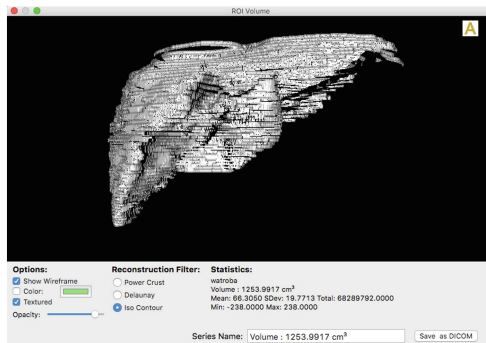 ROI Volume
A
Options:
Show Wireframe
Color:
Textured
Opacity:
Reconstruction Filter:
Power Crust
Delaunay
Iso Contour
Statistics:
watroba
Volume : 1253.9917 cm³
Mean: 66.3050 SDev: 19.7713 Total: 68289792.0000
Min: -238.0000 Max: 238.0000
Series Name: Volume : 1253.9917 cm³ Save as DICOM